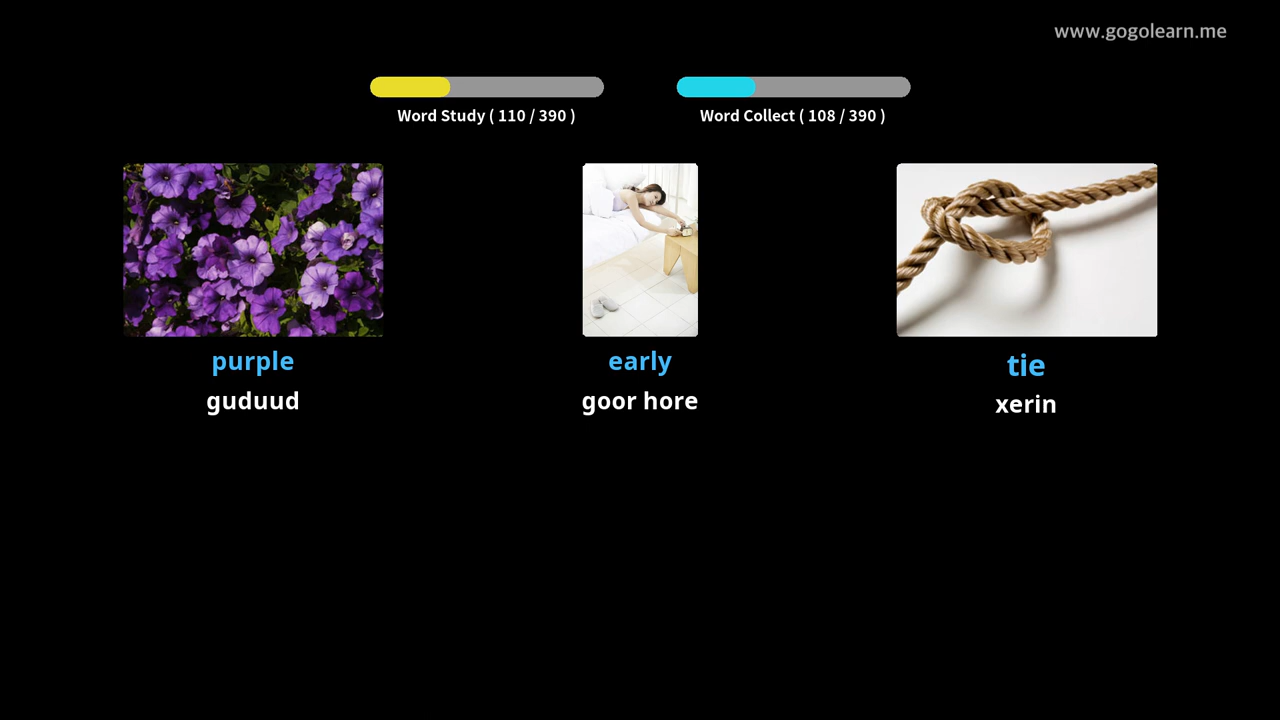 www.gogolearn.me
Word Study ( 110 / 390 )
Word Collect ( 108 / 390 )
purple
guduud
early
goor hore
tie
xerin